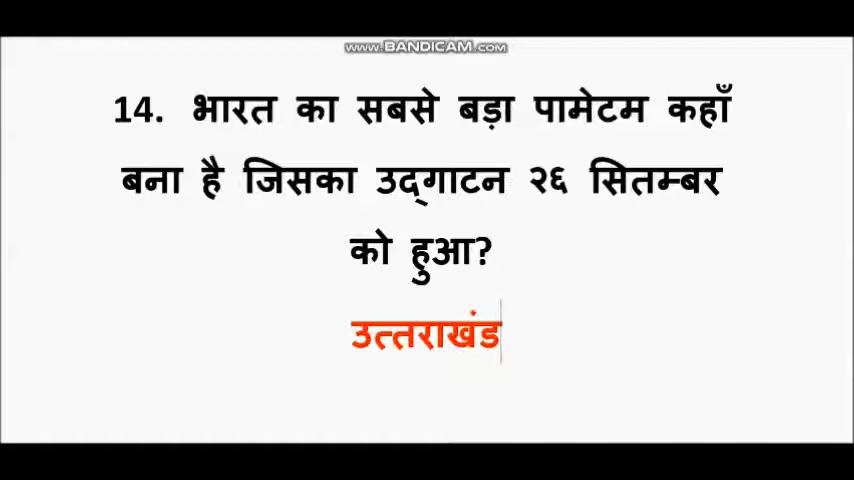 www.BANDICAM.com
14. भारत का सबसे बड़ा पामेटम कहाँ
बना है जिसका उद्‌गाटन २६ सितम्बर
को हुआ?
उत्तराखंड